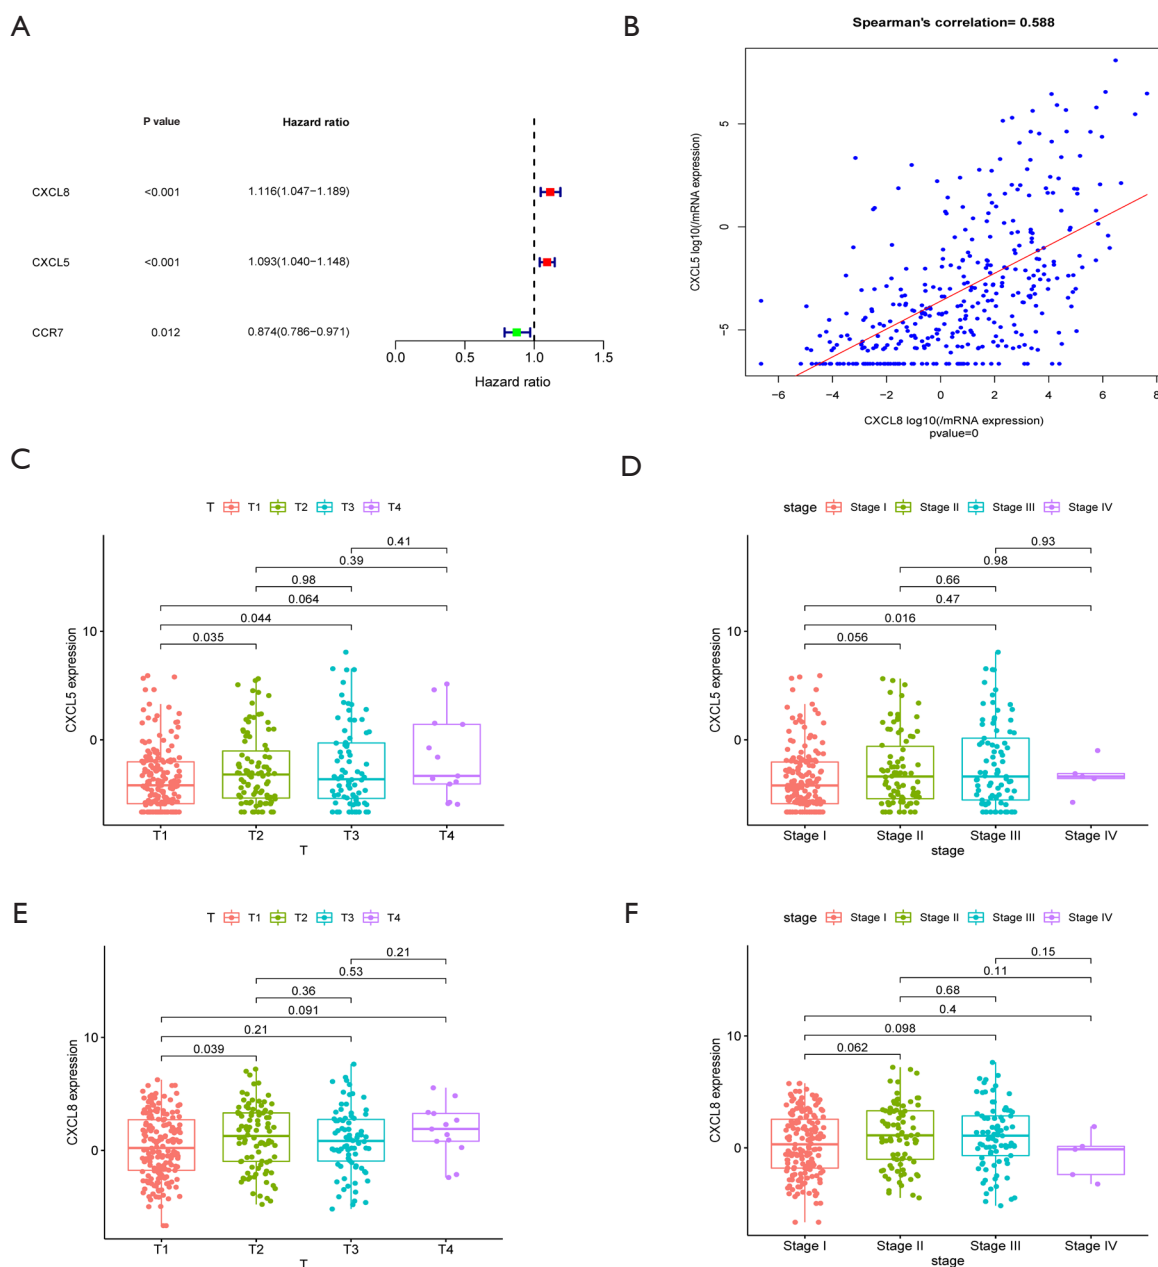 A
P value Hazard ratio
CXCL8 <0.001 1.116(1.047−1.189)
CXCL5 <0.001 1.093(1.040−1.148)
CCR7 0.012 0.874(0.786−0.971)
0.0 0.5 1.0 1.5
Hazard ratio
B
Spearman's correlation= 0.588
CXCL5 log10(/mRNA expression)
5
0
−5
−6 −4 −2 0 2 4 6 8
CXCL8 log10(/mRNA expression)
pvalue=0
C
T T1 T2 T3 T4
0.41
0.39
0.98
0.064
0.044
0.035
CXCL5 expression
10
0
T1 T2 T3 T4
T
D
stage Stage I Stage II Stage III Stage IV
0.93
0.98
0.66
0.47
0.016
0.056
CXCL5 expression
10
0
Stage I Stage II Stage III Stage IV
stage
E
T T1 T2 T3 T4
0.21
0.53
0.36
0.091
0.21
0.039
CXCL8 expression
10
0
T1 T2 T3 T4
T
F
stage Stage I Stage II Stage III Stage IV
0.15
0.11
0.68
0.4
0.098
0.062
CXCL8 expression
10
0
Stage I Stage II Stage III Stage IV
stage